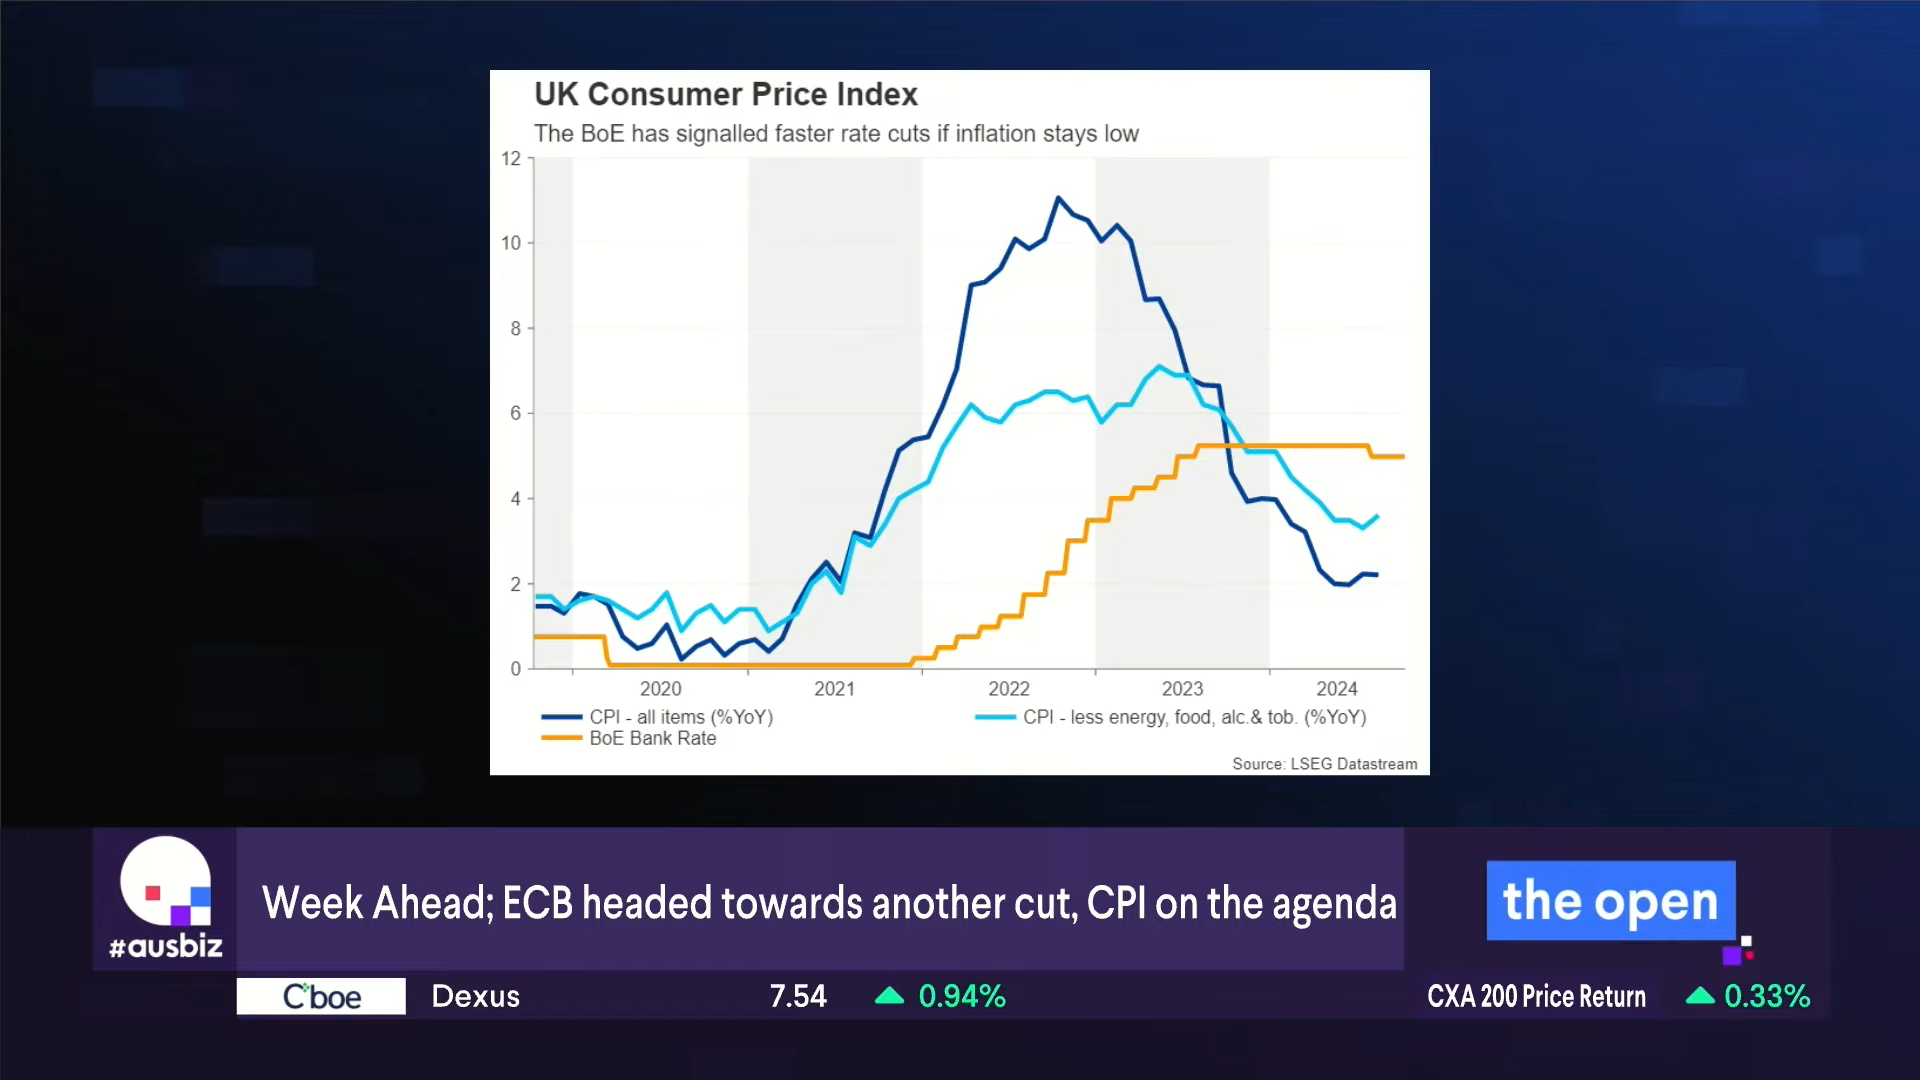 UK Consumer Price Index
The BoE has signalled faster rate cuts if inflation stays low
12
10
8
6
4
2
0
2020 2021 2022 2023 2024
CPI - all items (%YoY) CPI - less energy, food, alc.& tob. (%YoY)
BoE Bank Rate
Source: LSEG Datastream
#ausbiz
Week Ahead; ECB headed towards another cut, CPI on the agenda
the open
Cboe Dexus 7.54 0.94% CXA 200 Price Return 0.33%